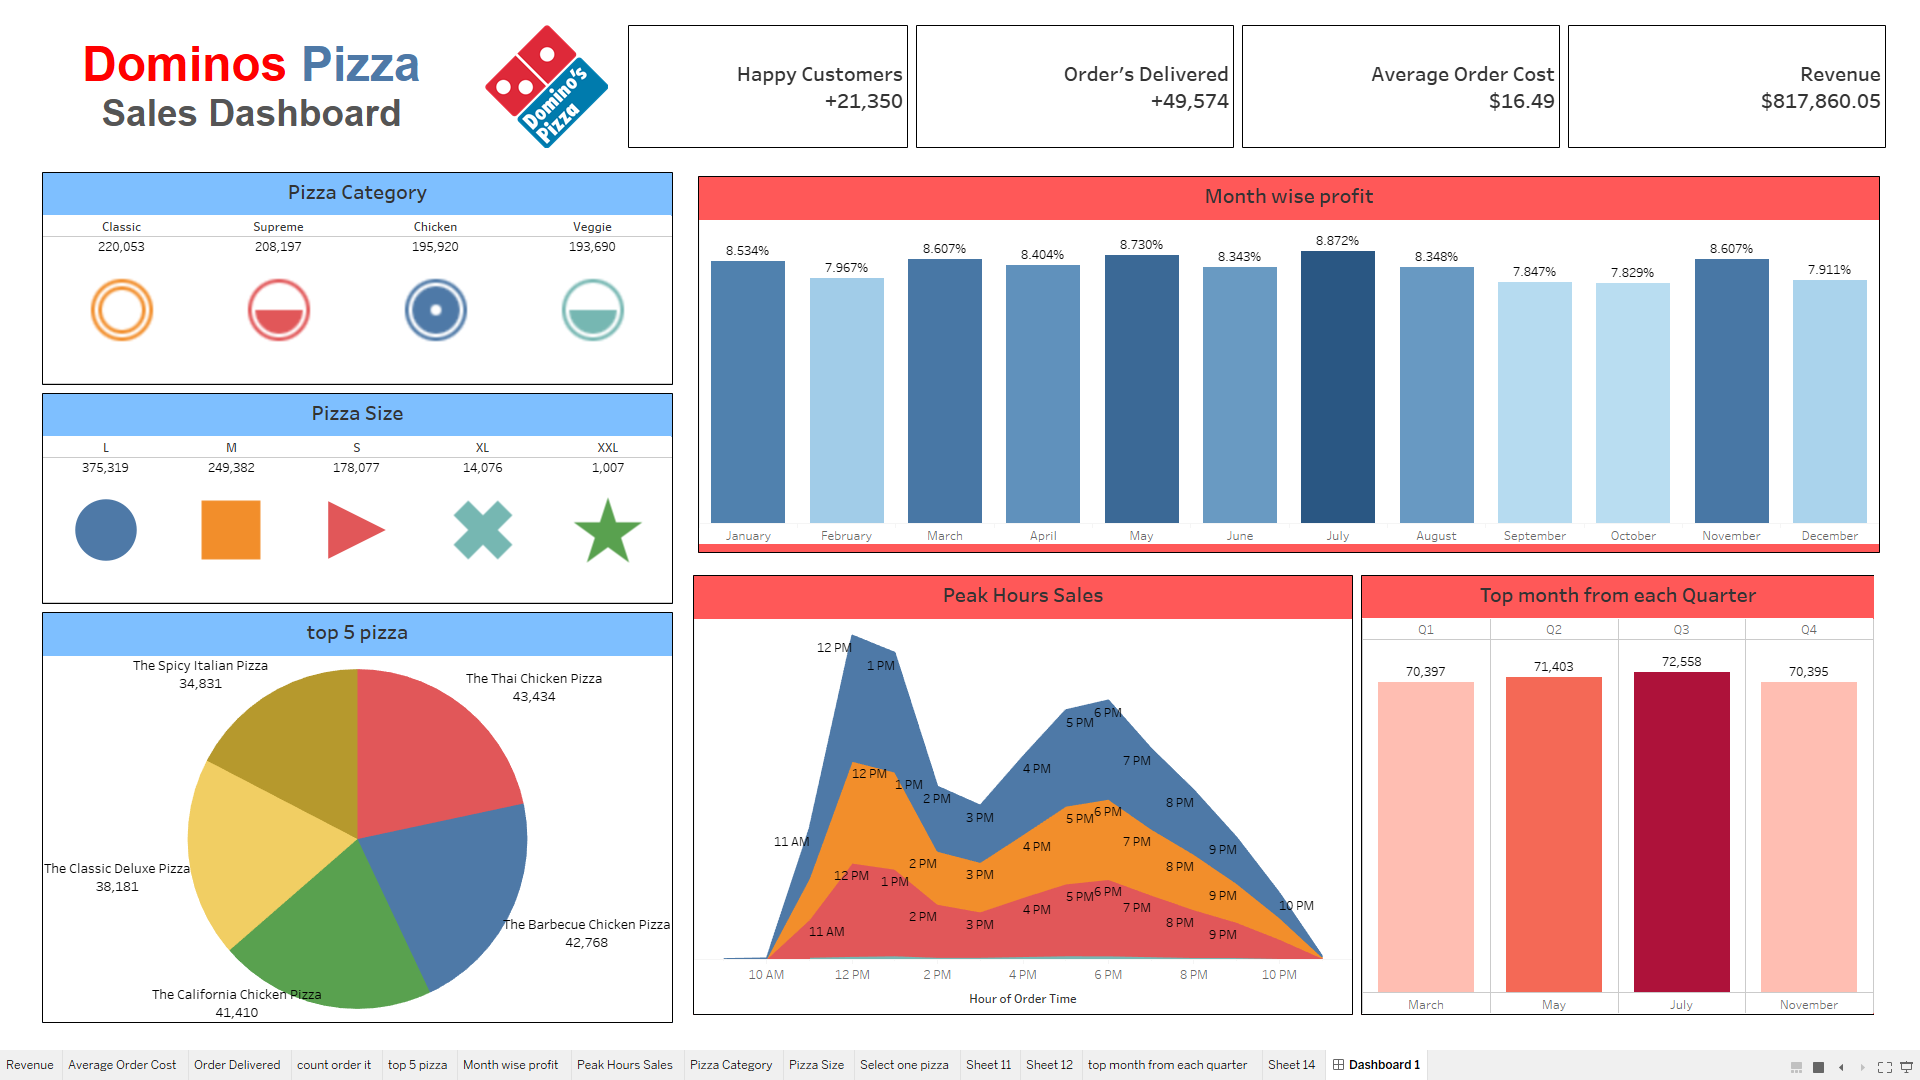 Dominos Pizza
Sales Dashboard
Domino's
Pizza
Happy Customers
+21,350
Order’s Delivered
+49,574
Average Order Cost
$16.49
Revenue
$817,860.05
Pizza Category
Classic Supreme Chicken Veggie
220,053 208,197 195,920 193,690
Pizza Size
L M S XL XXL
375,319 249,382 178,077 14,076 1,007
top 5 pizza
The Spicy Italian Pizza
34,831
The Thai Chicken Pizza
43,434
The Classic Deluxe Pizza
38,181
The Barbecue Chicken Pizza
42,768
The California Chicken Pizza
41,410
Month wise profit
8.534% 7.967% 8.607% 8.404% 8.730% 8.343% 8.872% 8.348% 7.847% 7.829% 8.607% 7.911%
January February March April May June July August September October November December
Peak Hours Sales
12 PM
1 PM
5 PM 6 PM
7 PM
4 PM
12 PM
1 PM
2 PM
3 PM
8 PM
11 AM
5 PM 6 PM
4 PM
7 PM
9 PM
2 PM
3 PM
8 PM
12 PM
1 PM
9 PM
10 PM
5 PM 6 PM
4 PM
7 PM
2 PM
3 PM
8 PM
11 AM
9 PM
10 AM 12 PM 2 PM 4 PM 6 PM 8 PM 10 PM
Hour of Order Time
Top month from each Quarter
Q1 Q2 Q3 Q4
70,397 71,403 72,558 70,395
March May July November
Revenue Average Order Cost Order Delivered count order it top 5 pizza Month wise profit Peak Hours Sales Pizza Category Pizza Size Select one pizza Sheet 11 Sheet 12 top month from each quarter Sheet 14 Dashboard 1